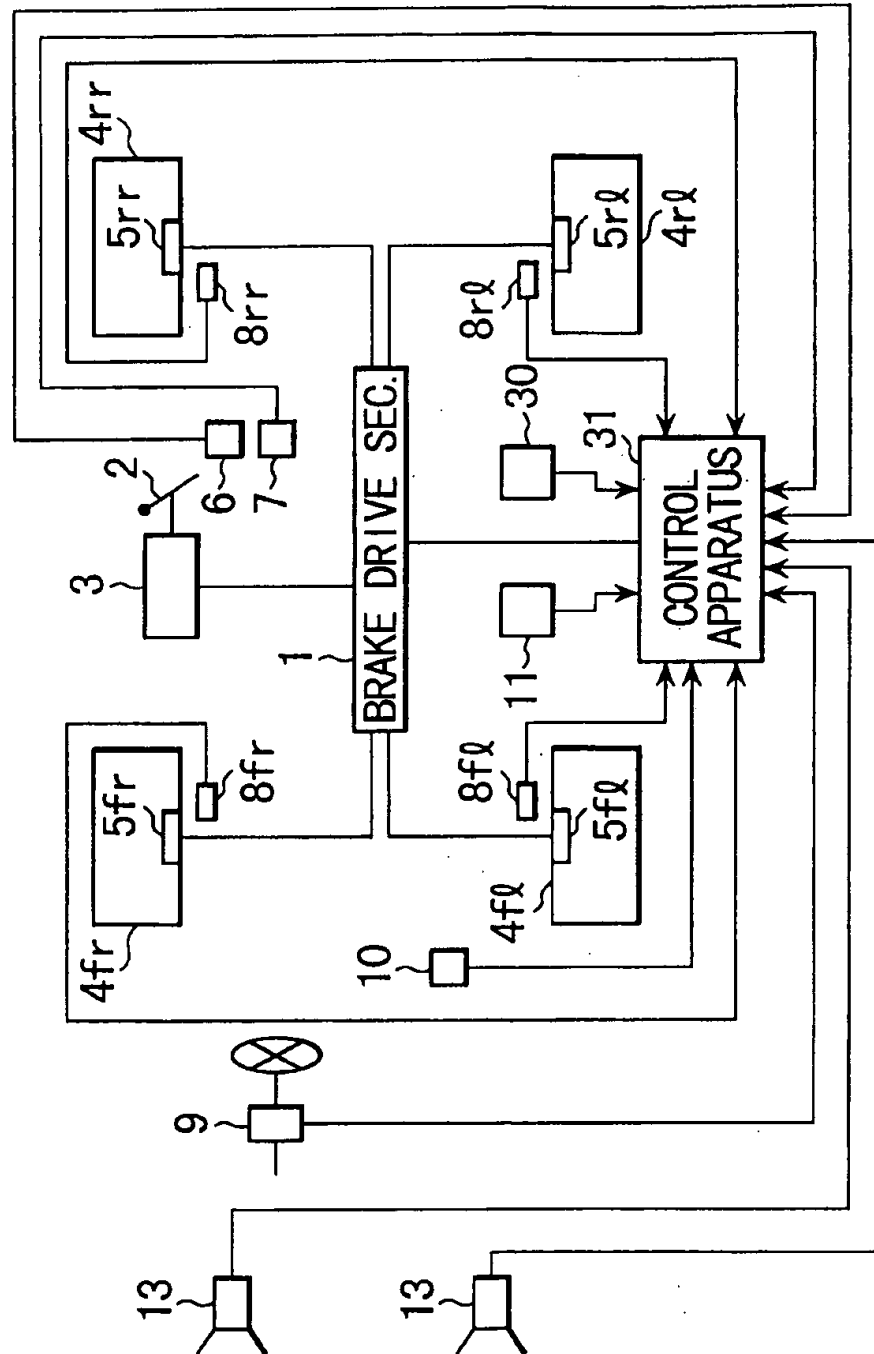 13
13
9
10
4fr
5fr
8fr
4fℓ
5fℓ
8fℓ
1
BRAKE DRIVE SEC.
3
2
6
7
11
30
31
CONTROL
APPARATUS
4rr
5rr
8rr
8rℓ
5rℓ
4rℓ